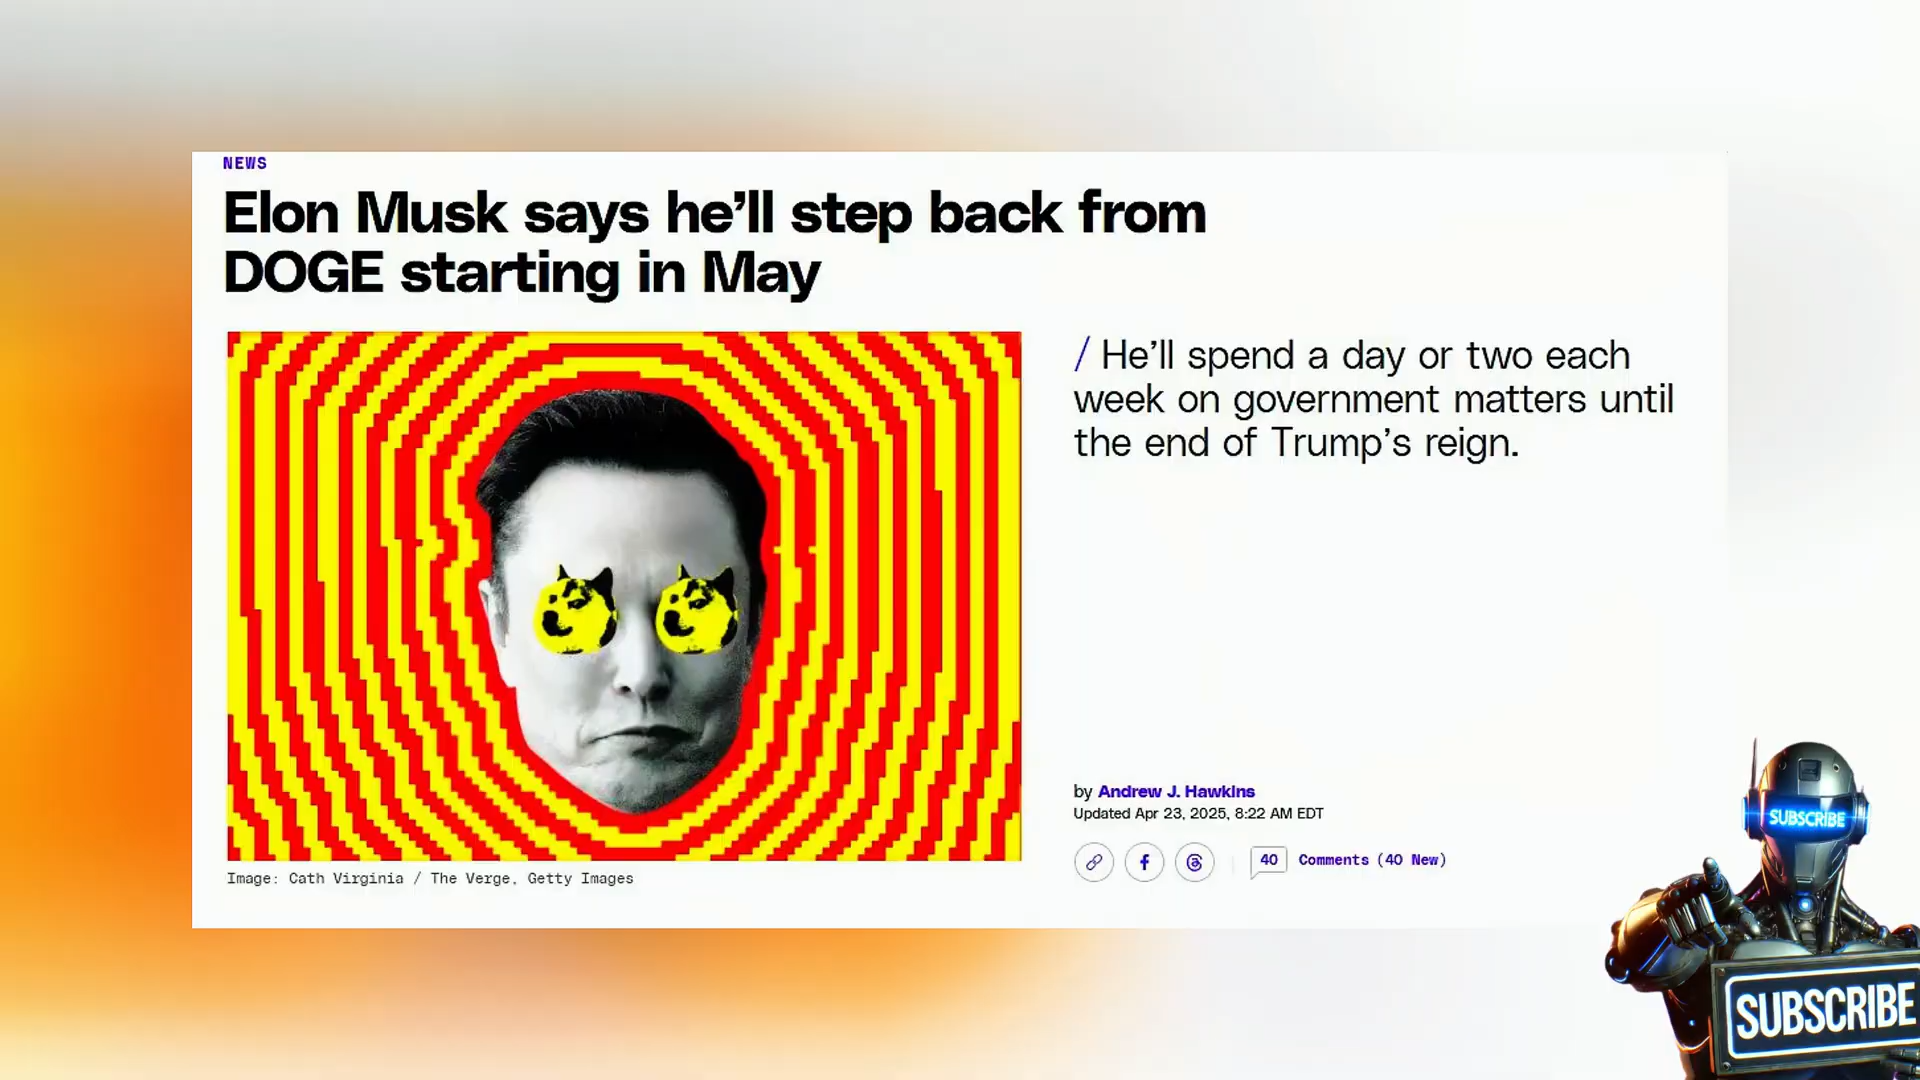 NEWS
Elon Musk says he’ll step back from
DOGE starting in May
/ He’ll spend a day or two each
week on government matters until
the end of Trump’s reign.
by Andrew J. Hawkins
Updated Apr 23, 2025, 8:22 AM EDT
40 Comments (40 New)
Image: Cath Virginia / The Verge, Getty Images
SUBSCRIBE
SUBSCRIBE